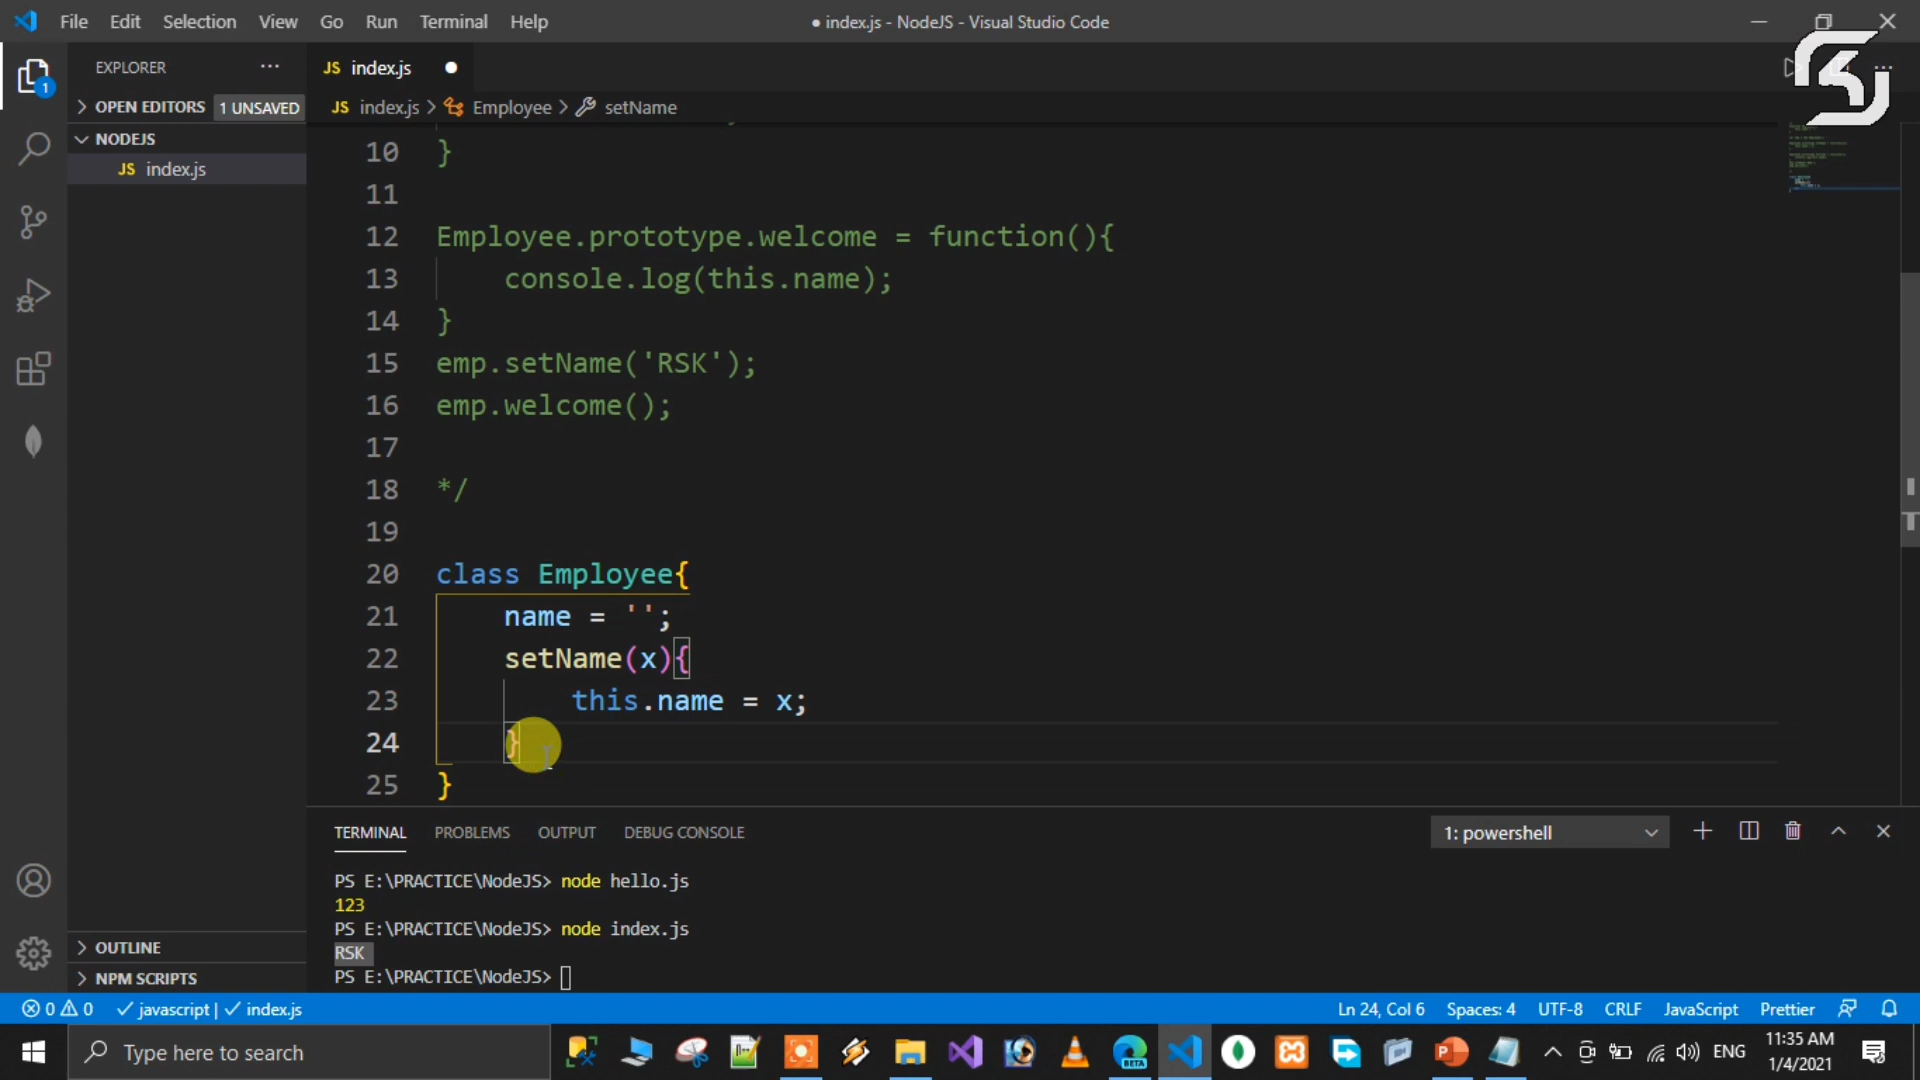 File Edit Selection View Go Run Terminal Help
● index.js - NodeJS - Visual Studio Code
EXPLORER ···
JS index.js ●
OPEN EDITORS 1 UNSAVED
JS index.js > Employee > setName
NODEJS
JS index.js
1
10 }
11
12 Employee.prototype.welcome = function(){
13 console.log(this.name);
14 }
15 emp.setName('RSK');
16 emp.welcome();
17
18 */
19
20 class Employee{
21 name = '';
22 setName(x){
23 this.name = x;
24 }
25 }
TERMINAL PROBLEMS OUTPUT DEBUG CONSOLE
1: powershell
PS E:\PRACTICE\NodeJS> node hello.js
123
PS E:\PRACTICE\NodeJS> node index.js
RSK
PS E:\PRACTICE\NodeJS>
OUTLINE
NPM SCRIPTS
0 0 ✓ javascript | ✓ index.js
Ln 24, Col 6 Spaces: 4 UTF-8 CRLF JavaScript Prettier
Type here to search
BETA
ENG
11:35 AM
1/4/2021